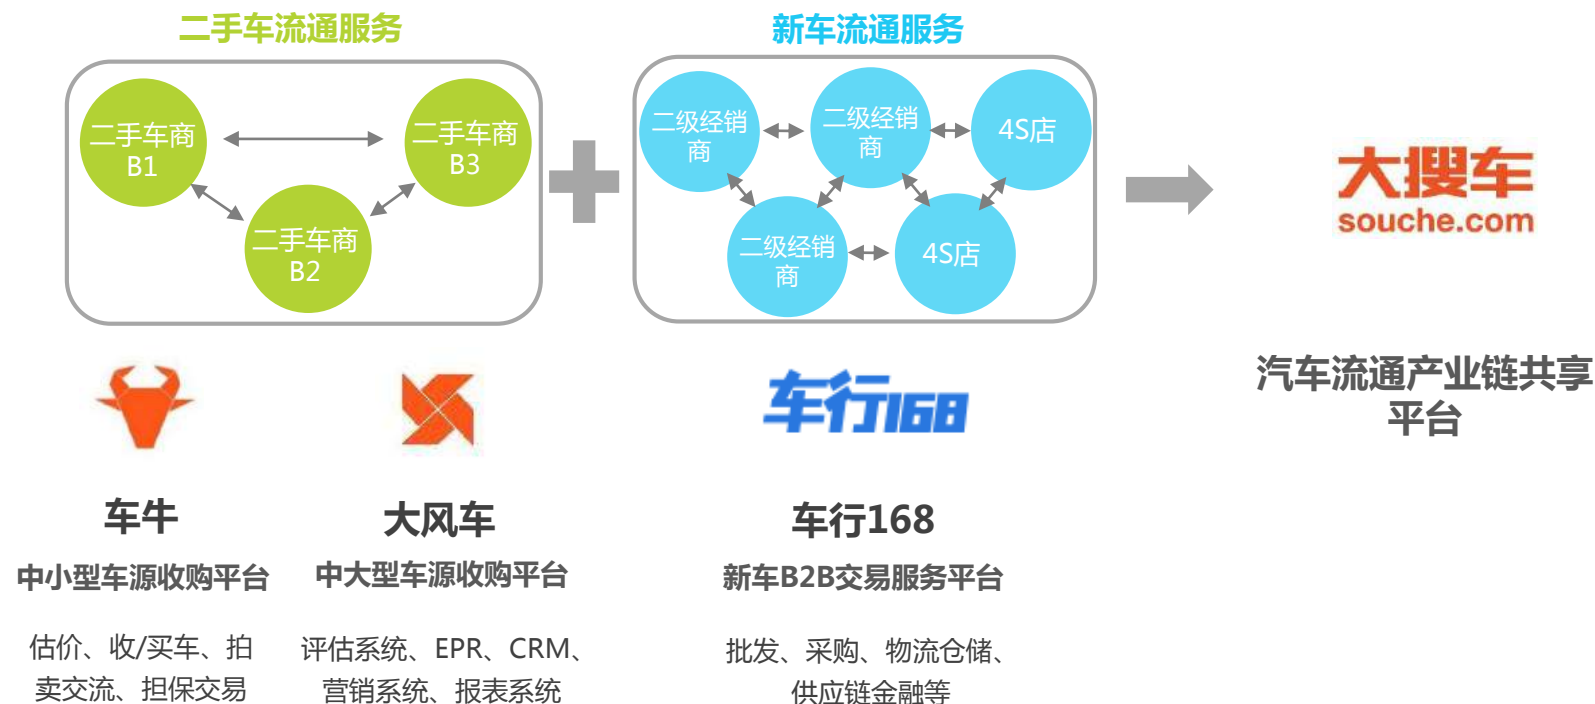 二手车流通服务
新车流通服务
二手车商
B1
二手车商
B3
二手车商
B2
二级经销
商
二级经销
商
4S店
二级经销
商
4S店
大搜车
souche.com
汽车流通产业链共享
平台
车行168
车牛
中小型车源收购平台
估价、收/买车、拍
卖交流、担保交易
大风车
中大型车源收购平台
评估系统、EPR、CRM、
营销系统、报表系统
车行168
新车B2B交易服务平台
批发、采购、物流仓储、
供应链金融等